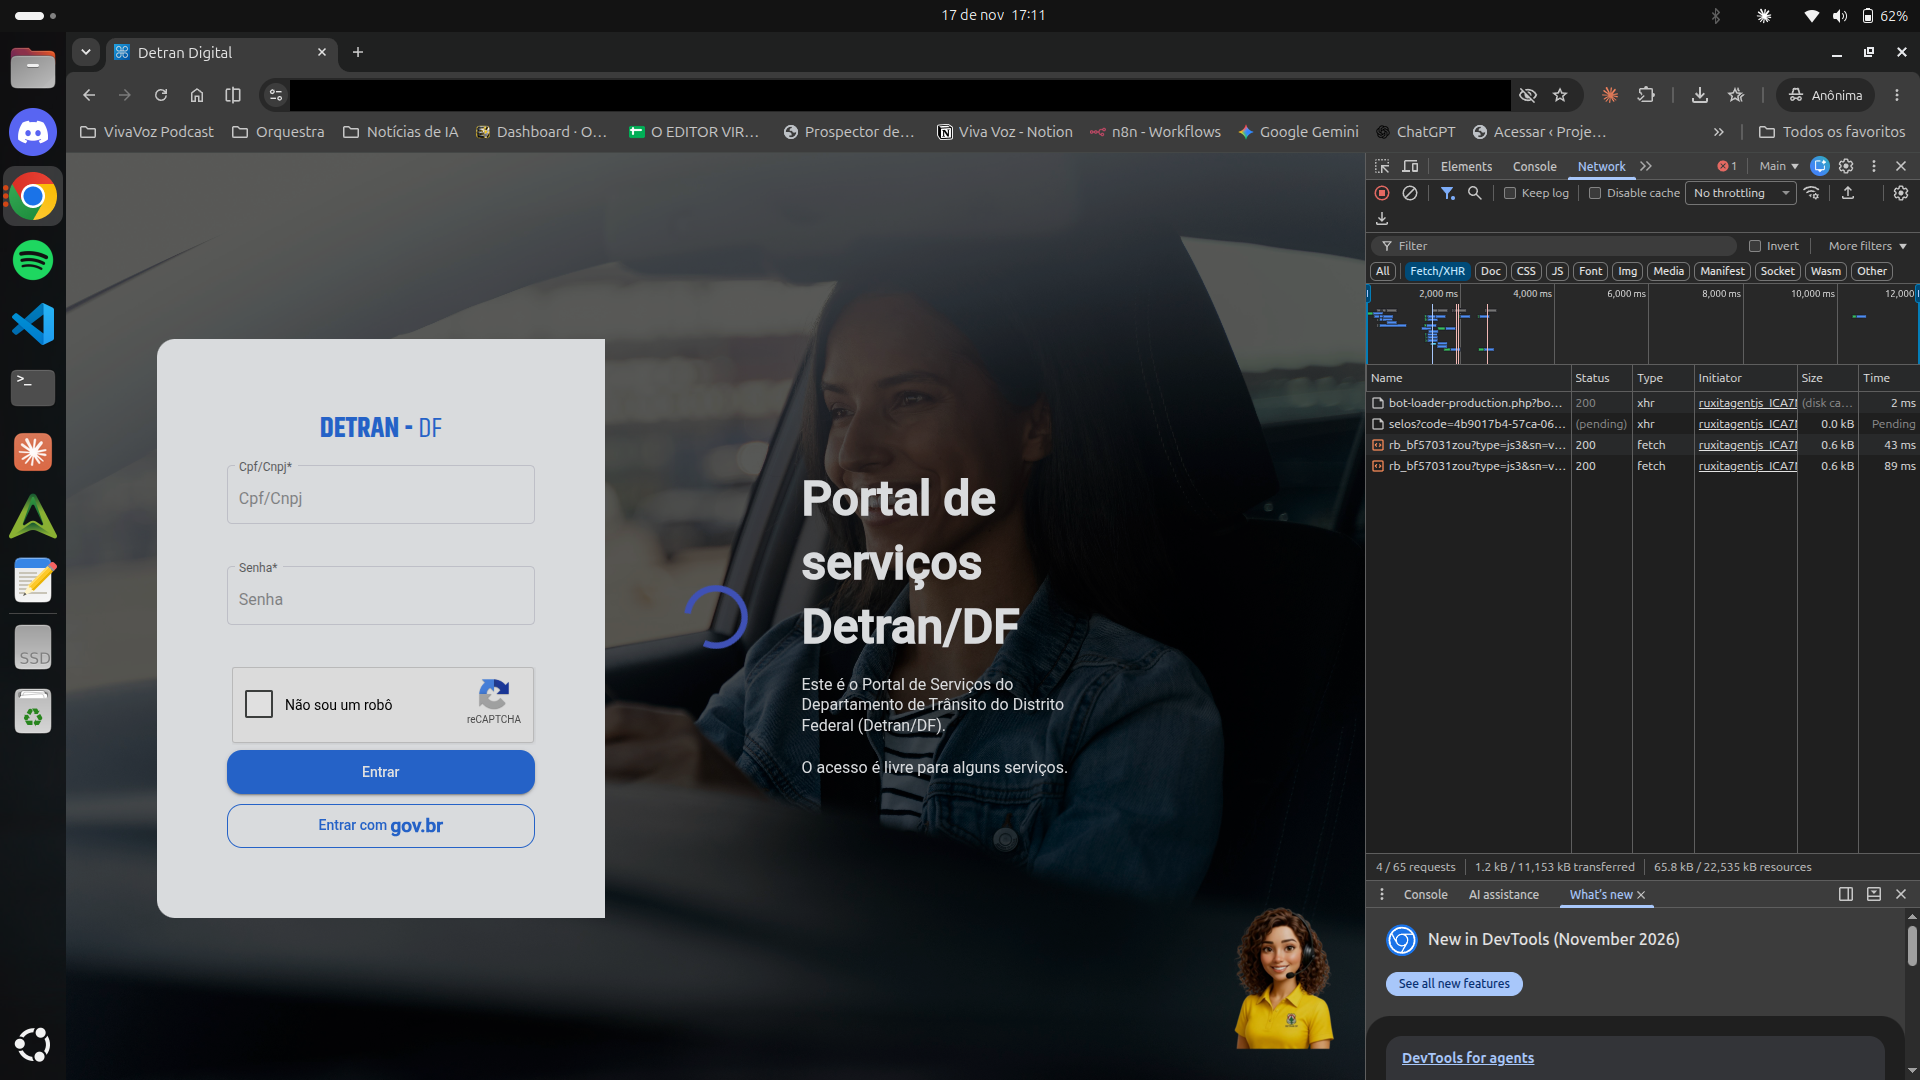 17 de nov 17:11
62%
Detran Digital
Anônima
VivaVoz Podcast
Orquestra
Notícias de IA
Dashboard · O...
O EDITOR VIR...
Prospector de...
Viva Voz - Notion
n8n - Workflows
Google Gemini
ChatGPT
Acessar ‹ Proje...
»
Todos os favoritos
SSD
DETRAN - DF
Cpf/Cnpj*
Cpf/Cnpj
Senha*
Senha
Não sou um robô
reCAPTCHA
Entrar
Entrar com gov.br
Portal de
serviços
Detran/DF
Este é o Portal de Serviços do
Departamento de Trânsito do Distrito
Federal (Detran/DF).
O acesso é livre para alguns serviços.
Elements Console Network 1 Main
Keep log Disable cache No throttling
Filter Invert More filters
All Fetch/XHR Doc CSS JS Font Img Media Manifest Socket Wasm Other
2,000 ms 4,000 ms 6,000 ms 8,000 ms 10,000 ms 12,000
Name Status Type Initiator Size Time
bot-loader-production.php?bo... 200 xhr ruxitagentjs_ICA7 (disk ca... 2 ms
selos?code=4b9017b4-57ca-06... (pending) xhr ruxitagentjs_ICA7 0.0 kB Pending
rb_bf57031zou?type=js3&sn=v... 200 fetch ruxitagentjs_ICA7 0.6 kB 43 ms
rb_bf57031zou?type=js3&sn=v... 200 fetch ruxitagentjs_ICA7 0.6 kB 89 ms
4 / 65 requests 1.2 kB / 11,153 kB transferred 65.8 kB / 22,535 kB resources
Console AI assistance What's new
New in DevTools (November 2026)
See all new features
DevTools for agents